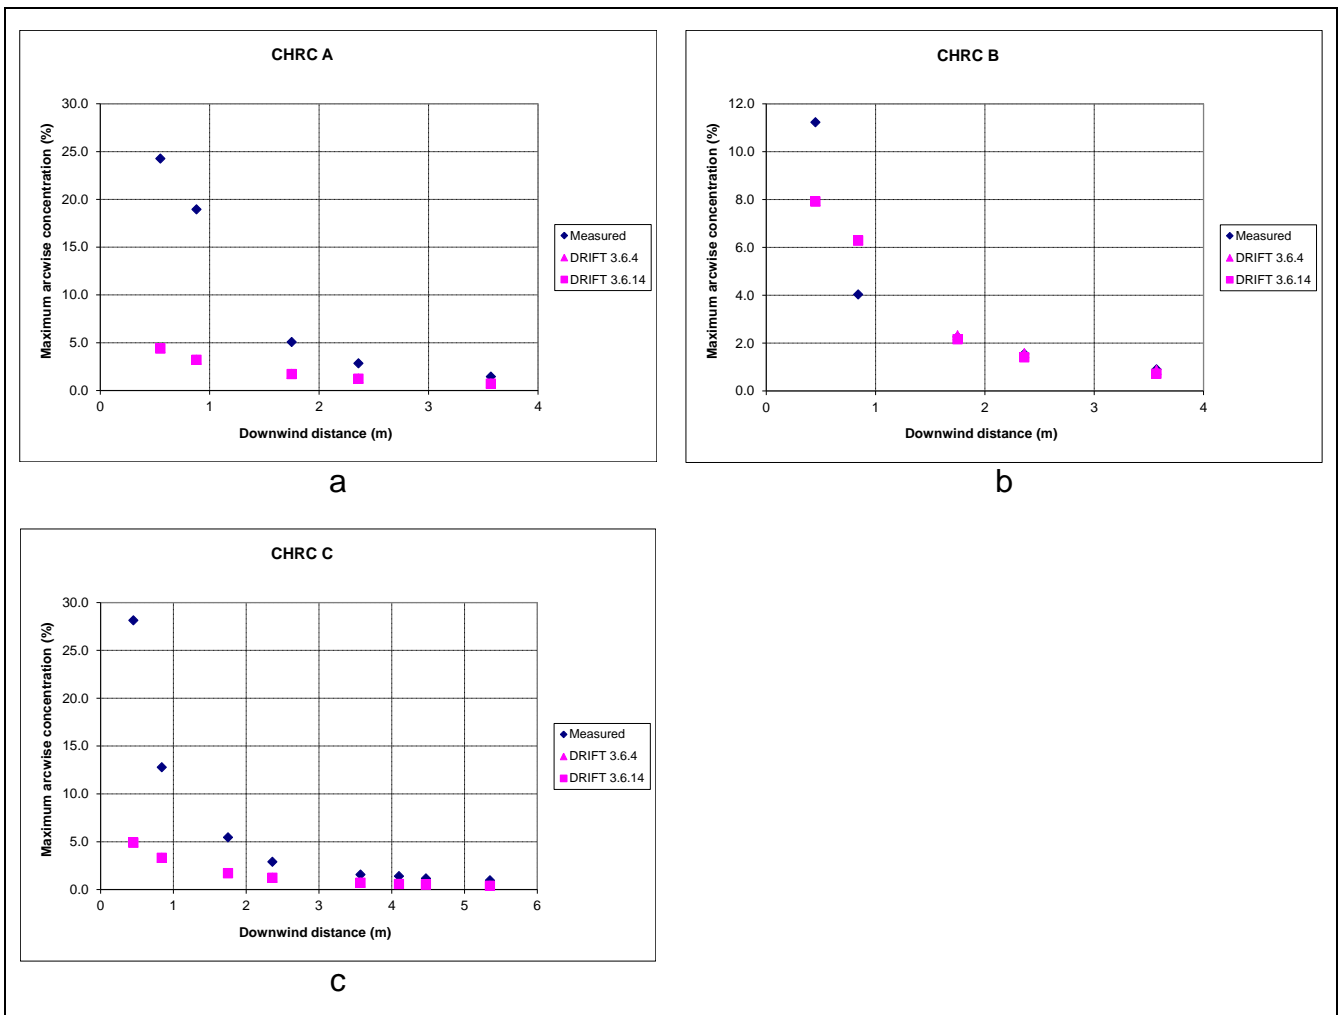 CHRC A
Maximum arcwise concentration (%)
30.0
25.0
20.0
15.0
10.0
5.0
0.0
0 1 2 3 4
Downwind distance (m)
Measured
DRIFT 3.6.4
DRIFT 3.6.14
a
CHRC B
Maximum arcwise concentration (%)
12.0
10.0
8.0
6.0
4.0
2.0
0.0
0 1 2 3 4
Downwind distance (m)
Measured
DRIFT 3.6.4
DRIFT 3.6.14
b
CHRC C
Maximum arcwise concentration (%)
30.0
25.0
20.0
15.0
10.0
5.0
0.0
0 1 2 3 4 5 6
Downwind distance (m)
Measured
DRIFT 3.6.4
DRIFT 3.6.14
c